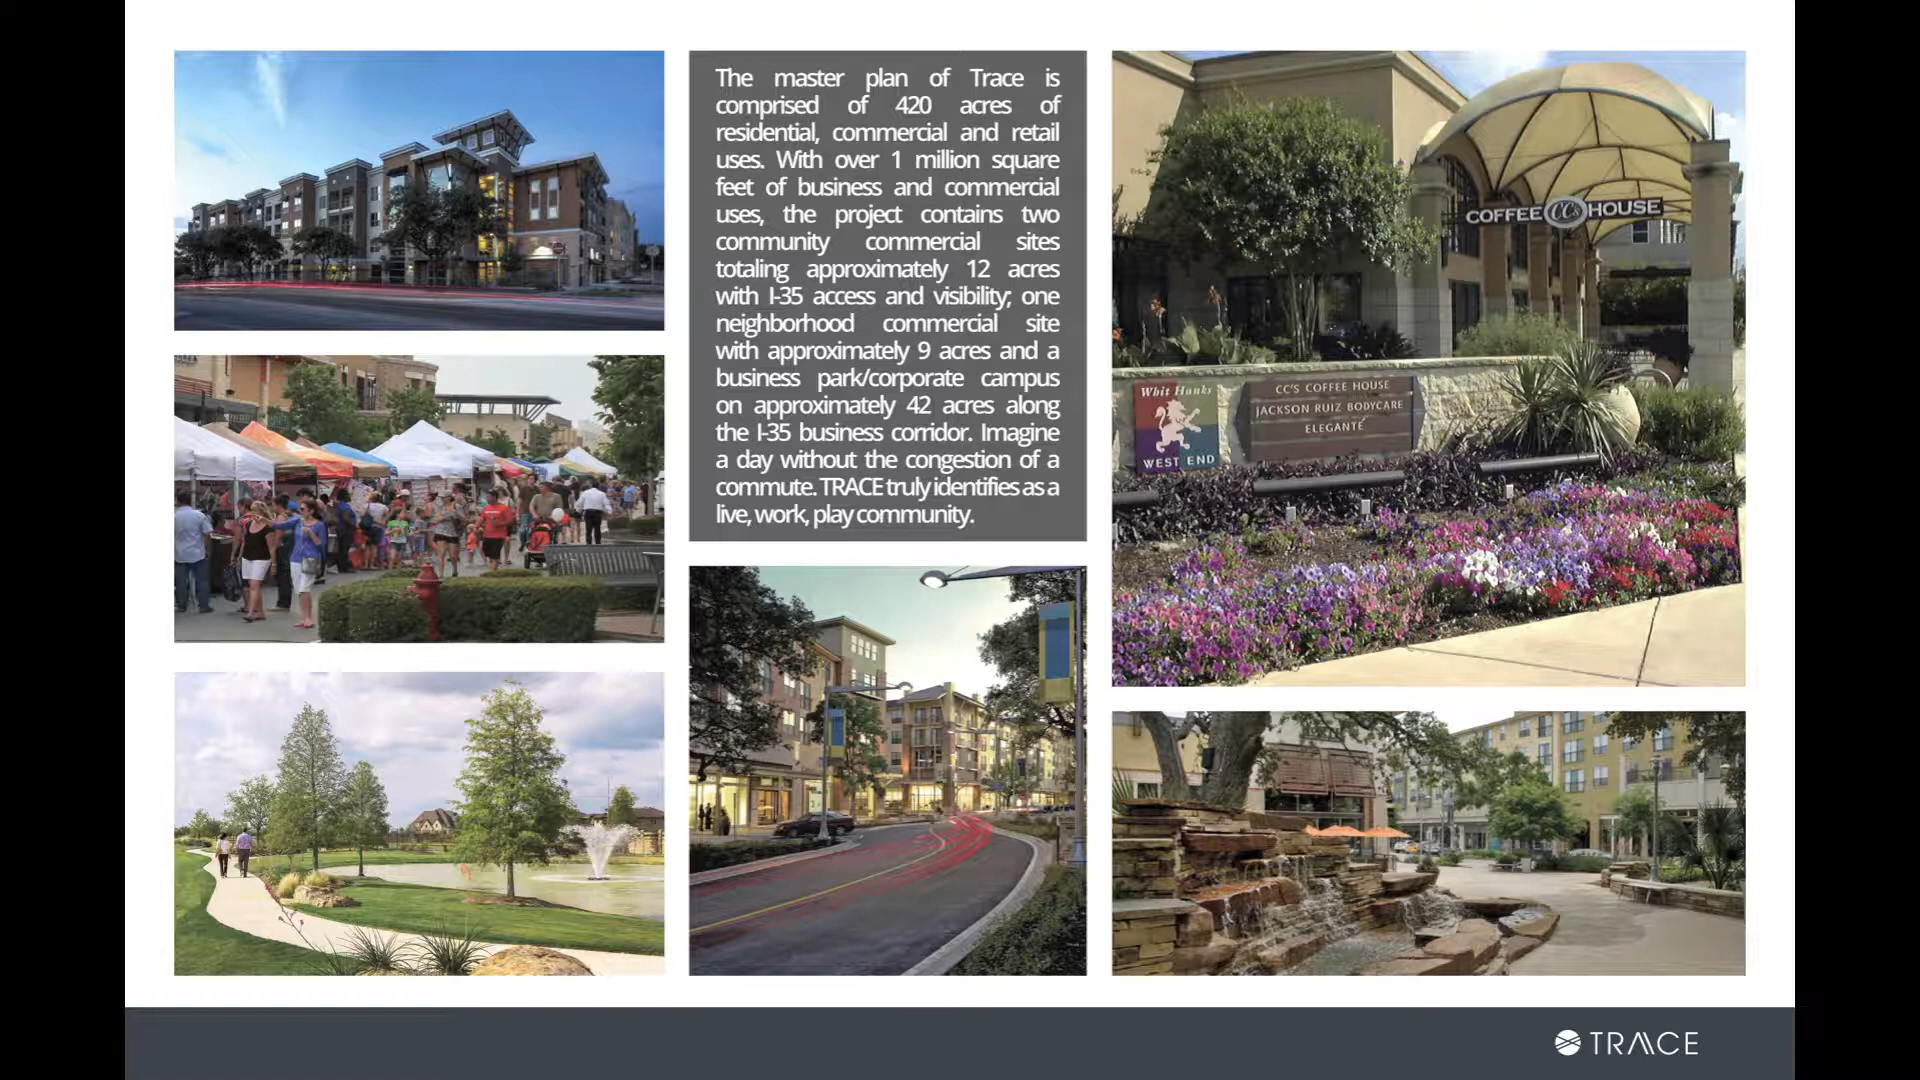 The master plan of Trace is
comprised of 420 acres of
residential, commercial and retail
uses. With over 1 million square
feet of business and commercial
uses, the project contains two
community commercial sites
totaling approximately 12 acres
with I-35 access and visibility; one
neighborhood commercial site
with approximately 9 acres and a
business park/corporate campus
on approximately 42 acres along
the I-35 business corridor. Imagine
a day without the congestion of a
commute. TRACE truly identifies as a
live, work, play community.
COFFEE CC's HOUSE
Whit Hanks
WEST END
CC'S COFFEE HOUSE
JACKSON RUIZ BODYCARE
ELEGANTÉ
TRACE